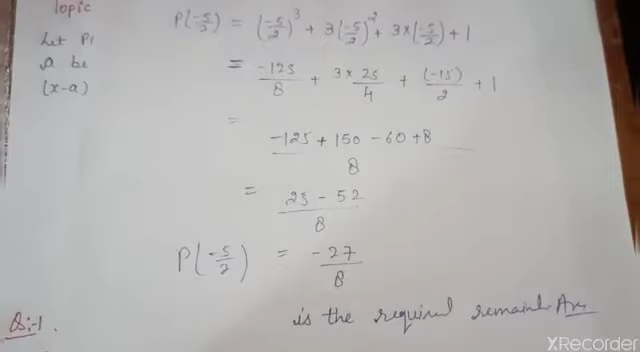 Topic
Let P(
a be
(x-a)
P(-5/2) = (-5/2)³ + 3(-5/2)² + 3×(-5/2) + 1
= -125/8 + 3×25/4 + (-15)/2 + 1
=
-125 + 150 - 60 + 8 / 8
= 25 - 52 / 8
P(-5/2) = -27/8
is the required remainder Ans
Q:-1.
XRecorder